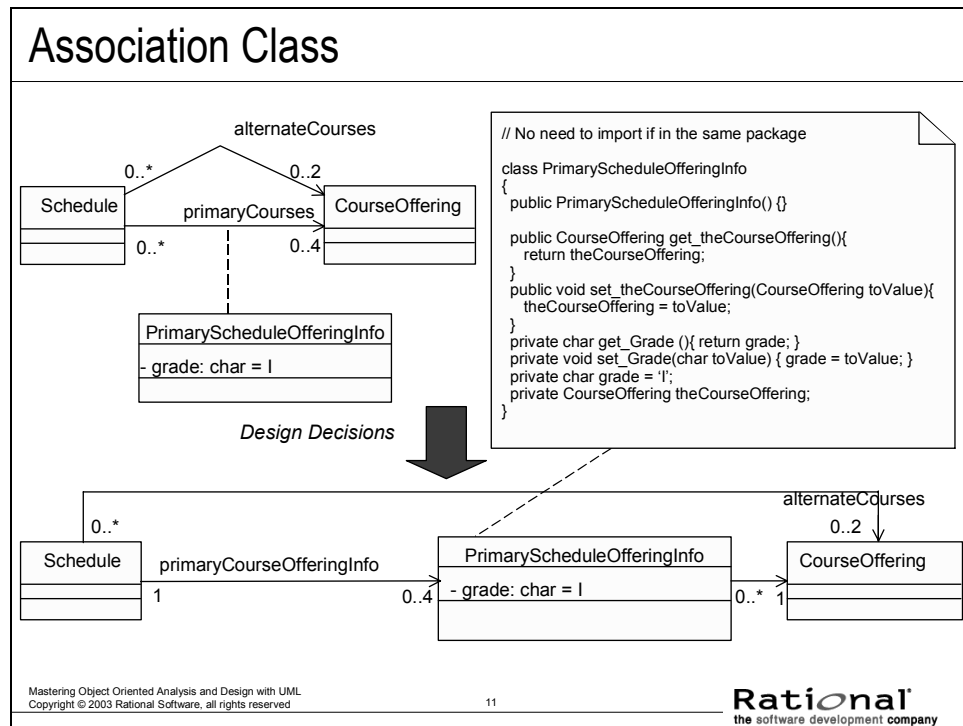 Association Class
alternateCourses
0..*
0..2
Schedule
CourseOffering
primaryCourses
0..*
0..4
PrimaryScheduleOfferingInfo
- grade: char = I
// No need to import if in the same package
class PrimaryScheduleOfferingInfo
{
public PrimaryScheduleOfferingInfo() {}
public CourseOffering get_theCourseOffering(){
return theCourseOffering;
}
public void set_theCourseOffering(CourseOffering toValue){
theCourseOffering = toValue;
}
private char get_Grade (){ return grade; }
private void set_Grade(char toValue) { grade = toValue; }
private char grade = ‘I’;
private CourseOffering theCourseOffering;
}
Design Decisions
alternateCourses
0..*
0..2
Schedule
primaryCourseOfferingInfo
1
0..4
PrimaryScheduleOfferingInfo
- grade: char = I
0..*
1
CourseOffering
Mastering Object Oriented Analysis and Design with UML
Copyright © 2003 Rational Software, all rights reserved
11
Rational
the software development company